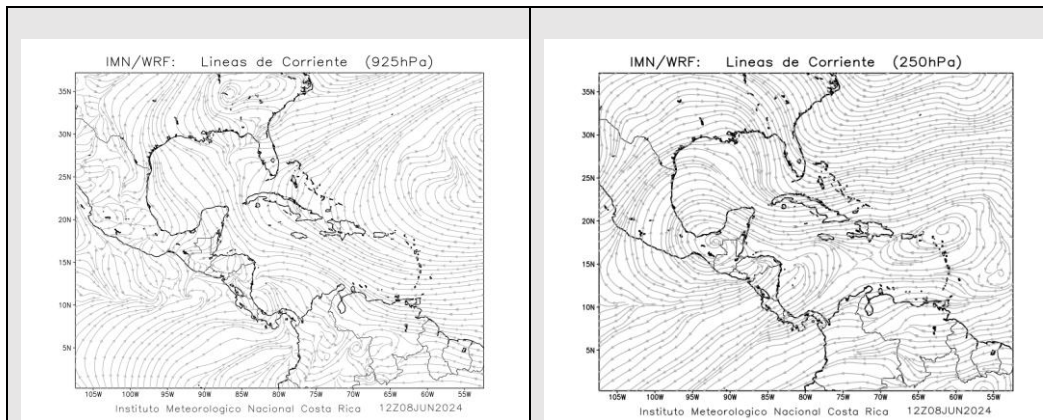 IMN/WRF: Lineas de Corriente (925hPa)
35N
30N
25N
20N
15N
10N
5N
105W 100W 95W 90W 85W 80W 75W 70W 65W 60W 55W
Instituto Meteorologico Nacional Costa Rica 12Z08JUN2024
IMN/WRF: Lineas de Corriente (250hPa)
35N
30N
25N
20N
15N
10N
5N
105W 100W 95W 90W 85W 80W 75W 70W 65W 60W 55W
Instituto Meteorologico Nacional Costa Rica 12Z08JUN2024